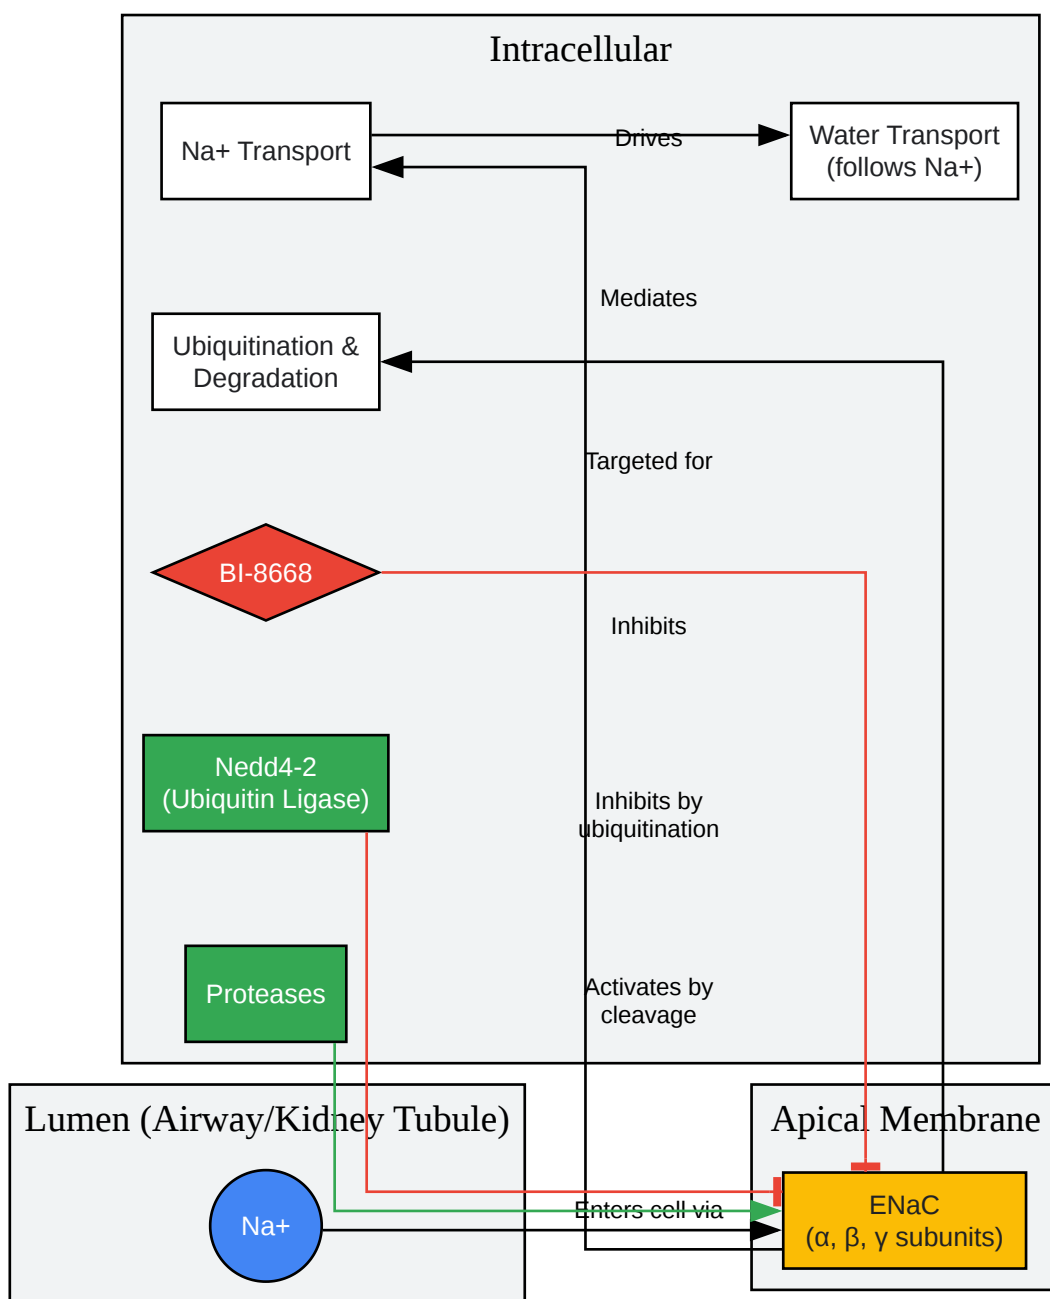 Intracellular
Na+ Transport
Drives
Water Transport
(follows Na+)
Mediates
Ubiquitination &
Degradation
Targeted for
BI-8668
Inhibits
Nedd4-2
(Ubiquitin Ligase)
Inhibits by
ubiquitination
Proteases
Activates by
cleavage
Lumen (Airway/Kidney Tubule)
Apical Membrane
Na+
Enters cell via
ENaC
(α, β, γ subunits)